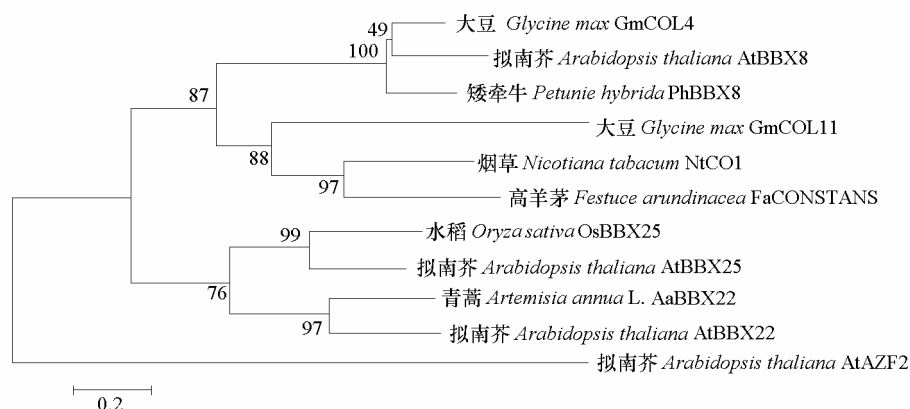 大豆 Glycine max GmCOL4
49
拟南芥 Arabidopsis thaliana AtBBX8
100
矮牵牛 Petunie hybrida PhBBX8
87
大豆 Glycine max GmCOL11
88
烟草 Nicotiana tabacum NtCO1
97
高羊茅 Festuce arundinacea FaCONSTANS
水稻 Oryza sativa OsBBX25
99
拟南芥 Arabidopsis thaliana AtBBX25
76
青蒿 Artemisia annua L. AaBBX22
97
拟南芥 Arabidopsis thaliana AtBBX22
拟南芥 Arabidopsis thaliana AtAZF2
0.2